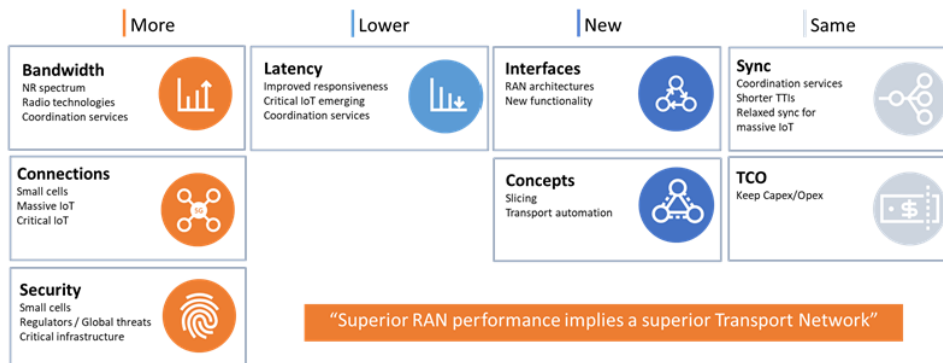 More
Lower
New
Same
Bandwidth
NR spectrum
Radio technologies
Coordination services
Latency
Improved responsiveness
Critical IoT emerging
Coordination services
Interfaces
RAN architectures
New functionality
Sync
Coordination services
Shorter TTIs
Relaxed sync for
massive IoT
Connections
Small cells
Massive IoT
Critical IoT
5G
Concepts
Slicing
Transport automation
TCO
Keep Capex/Opex
$
Security
Small cells
Regulators / Global threats
Critical infrastructure
“Superior RAN performance implies a superior Transport Network”